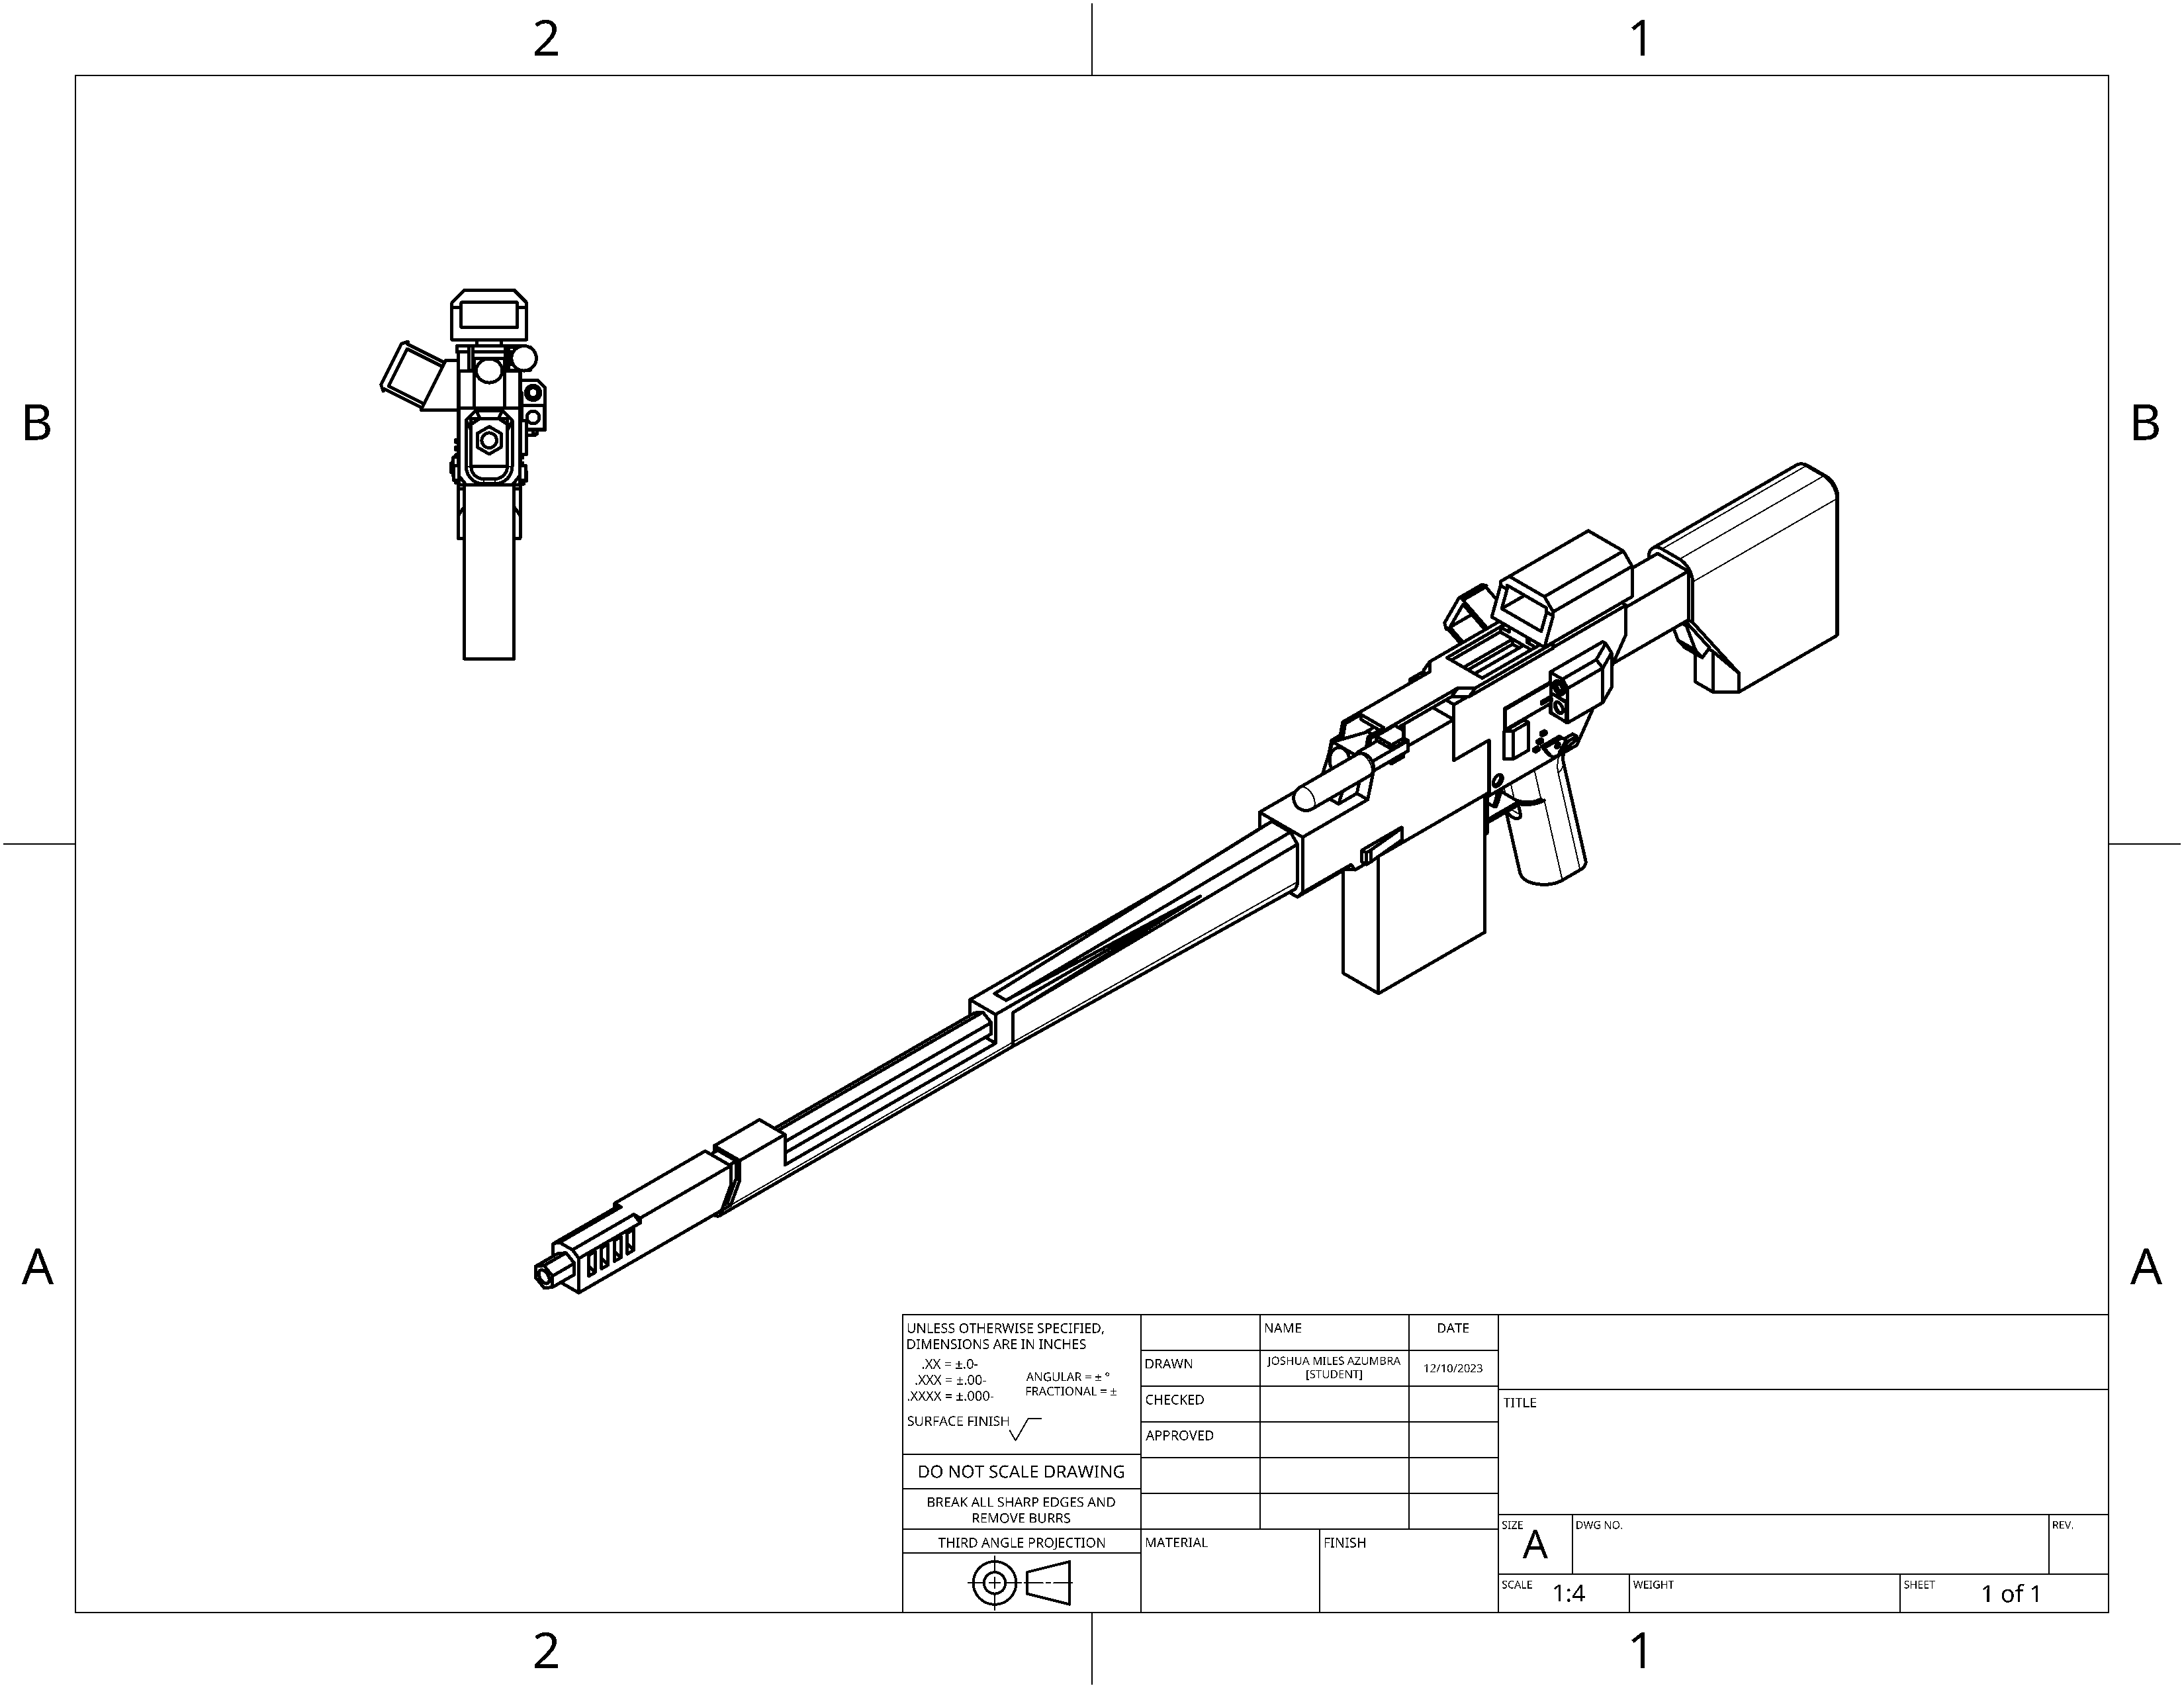 2
1
B
B
A
A
UNLESS OTHERWISE SPECIFIED,
DIMENSIONS ARE IN INCHES
.XX = ±.0-
.XXX = ±.00-
.XXXX = ±.000-
ANGULAR = ± °
FRACTIONAL = ±
SURFACE FINISH
DO NOT SCALE DRAWING
BREAK ALL SHARP EDGES AND
REMOVE BURRS
THIRD ANGLE PROJECTION
NAME
DATE
DRAWN
JOSHUA MILES AZUMBRA
[STUDENT]
12/10/2023
CHECKED
APPROVED
MATERIAL
FINISH
TITLE
SIZE
A
DWG NO.
REV.
SCALE
1:4
WEIGHT
SHEET
1 of 1
2
1